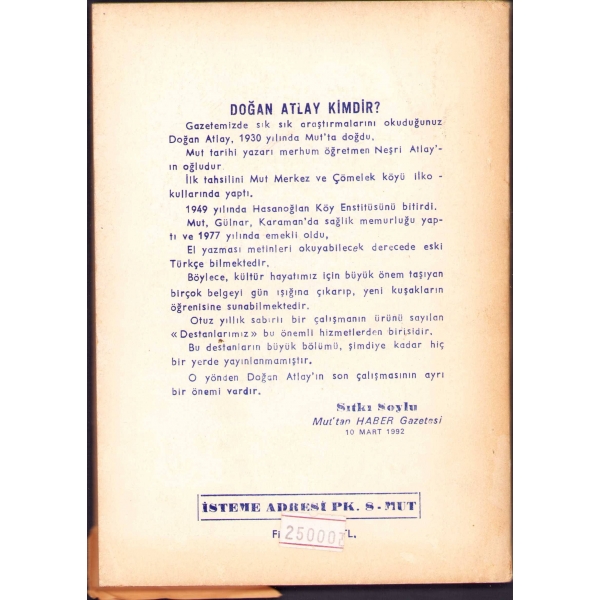 DOĞAN ATLAY KİMDİR?
Gazetemizde sık sık araştırmalarını okuduğunuz
Doğan Atlay, 1930 yılında Mut'ta doğdu.
Mut tarihi yazarı merhum öğretmen Neşri Atlay'-
ın oğludur
İlk tahsilini Mut Merkez ve Çömelek köyü ilko -
kullarında yaptı.
1949 yılında Hasanoğlan Köy Enstitüsünü bitirdi.
Mut, Gülnar, Karaman'da sağlık memurluğu yap-
tı ve 1977 yılında emekli oldu.
El yazması metinleri okuyabilecek derecede eski
Türkçe bilmektedir.
Böylece, kültür hayatımız için büyük önem taşıyan
birçok belgeyi gün ışığına çıkarıp, yeni kuşakların
öğrenisine sunabilmektedir.
Otuz yıllık sabırlı bir çalışmanın ürünü sayılan
«Destanlarımız» bu önemli hizmetlerden birisidir.
Bu destanların büyük bölümü, şimdiye kadar hiç
bir yerde yayınlanmamıştır.
O yönden Doğan Atlay'ın son çalışmasının ayrı
bir önemi vardır.
Sıtkı Soylu
Mut'tan HABER Gazetesi
10 MART 1992
İSTEME ADRESİ PK. 8 - MUT
250000